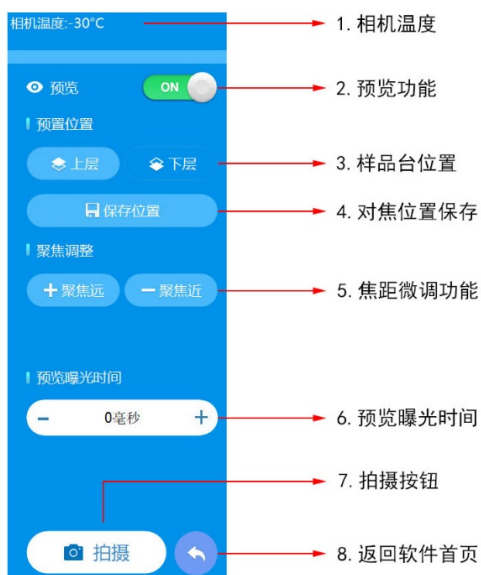 相机温度:-30°C
1. 相机温度
预览
ON
2. 预览功能
预置位置
上层
下层
3. 样品台位置
保存位置
4. 对焦位置保存
聚焦调整
+ 聚焦远
- 聚焦近
5. 焦距微调功能
预览曝光时间
- 0毫秒 +
6. 预览曝光时间
7. 拍摄按钮
拍摄
8. 返回软件首页